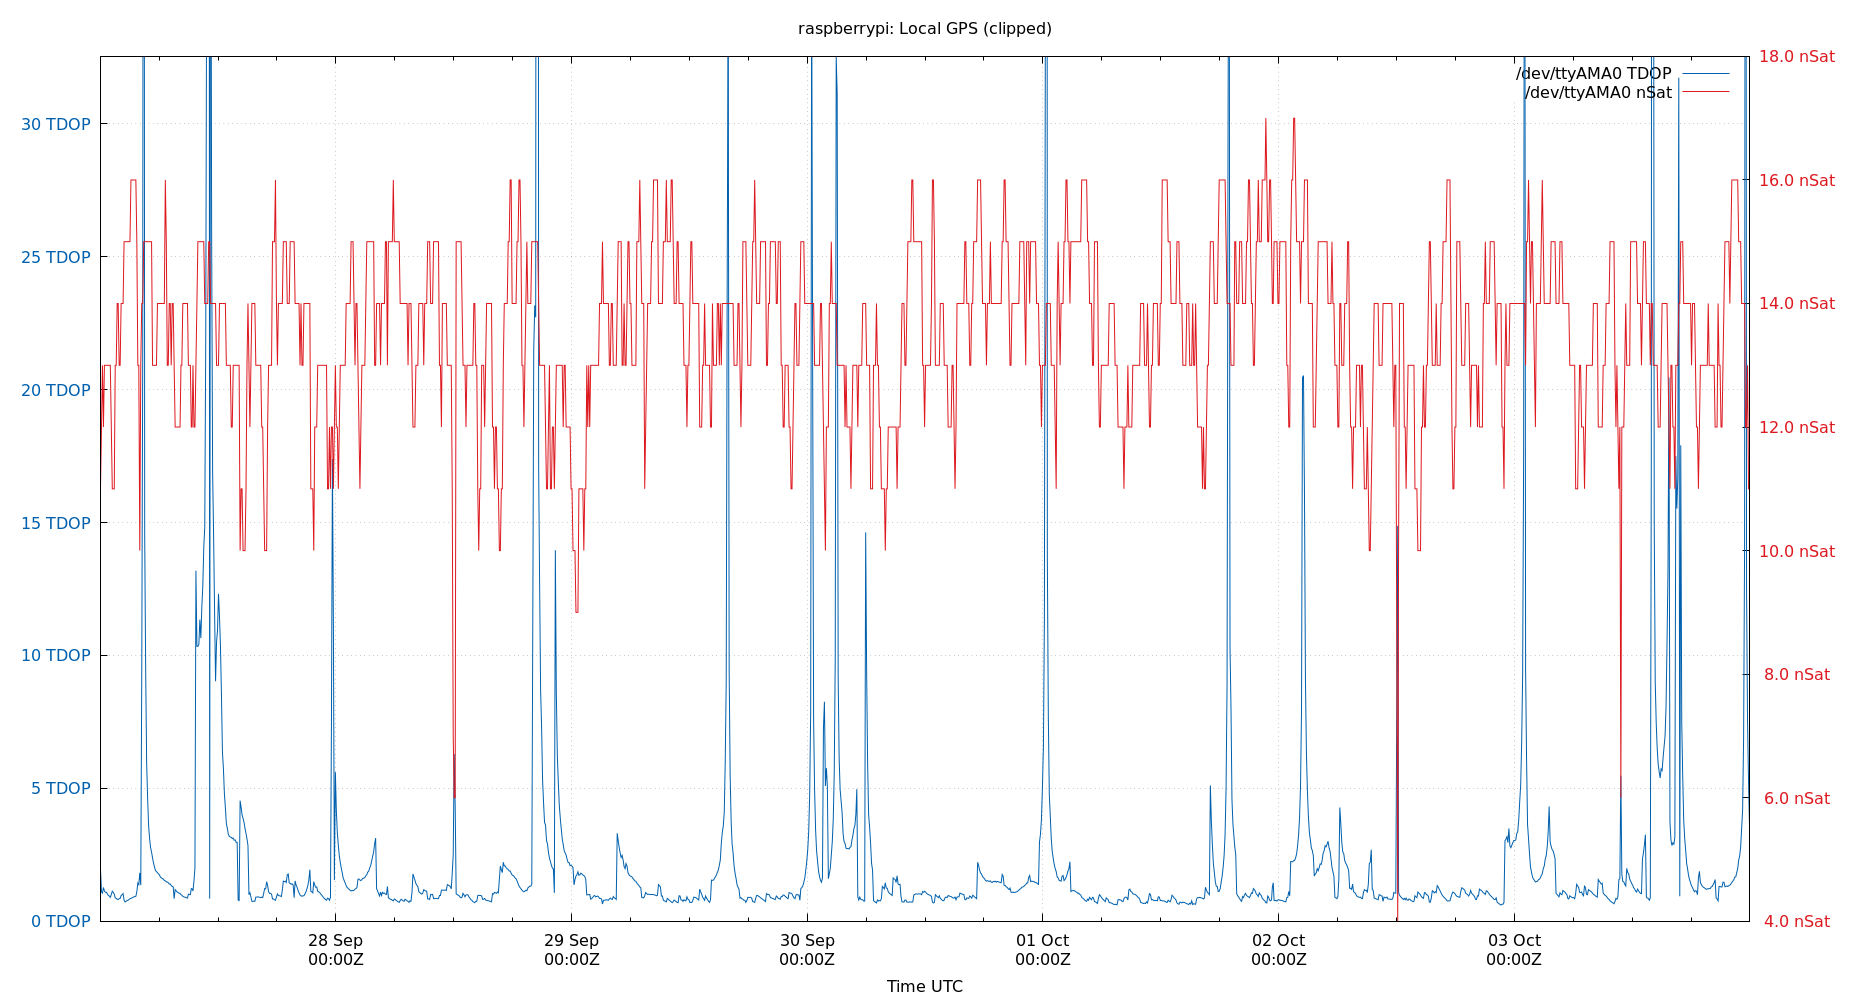 raspberrypi: Local GPS (clipped)
/dev/ttyAMA0 TDOP
/dev/ttyAMA0 nSat
30 TDOP
25 TDOP
20 TDOP
15 TDOP
10 TDOP
5 TDOP
0 TDOP
18.0 nSat
16.0 nSat
14.0 nSat
12.0 nSat
10.0 nSat
8.0 nSat
6.0 nSat
4.0 nSat
28 Sep
00:00Z
29 Sep
00:00Z
30 Sep
00:00Z
01 Oct
00:00Z
02 Oct
00:00Z
03 Oct
00:00Z
Time UTC